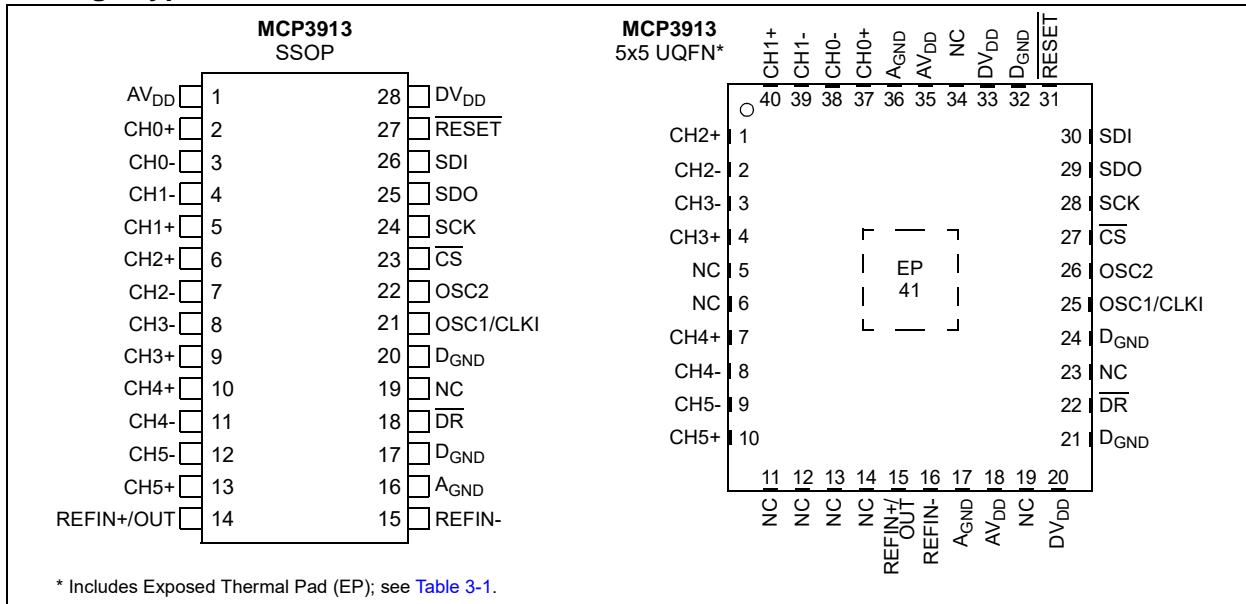 MCP3913
SSOP
AVDD 1
CH0+ 2
CH0- 3
CH1- 4
CH1+ 5
CH2+ 6
CH2- 7
CH3- 8
CH3+ 9
CH4+ 10
CH4- 11
CH5- 12
CH5+ 13
REFIN+/OUT 14
28 DVDD
27 RESET
26 SDI
25 SDO
24 SCK
23 CS
22 OSC2
21 OSC1/CLKI
20 DGND
19 NC
18 DR
17 DGND
16 AGND
15 REFIN-
MCP3913
5x5 UQFN*
CH1+ 40
CH1- 39
CH0- 38
CH0+ 37
AGND 36
AVDD 35
NC 34
DVDD 33
DGND 32
RESET 31
CH2+ 1
CH2- 2
CH3- 3
CH3+ 4
NC 5
NC 6
CH4+ 7
CH4- 8
CH5- 9
CH5+ 10
EP
41
30 SDI
29 SDO
28 SCK
27 CS
26 OSC2
25 OSC1/CLKI
24 DGND
23 NC
22 DR
21 DGND
11 NC
12 NC
13 NC
14 NC
15 REFIN+/OUT
16 REFIN-
17 AGND
18 AVDD
19 NC
20 DVDD
* Includes Exposed Thermal Pad (EP); see Table 3-1.